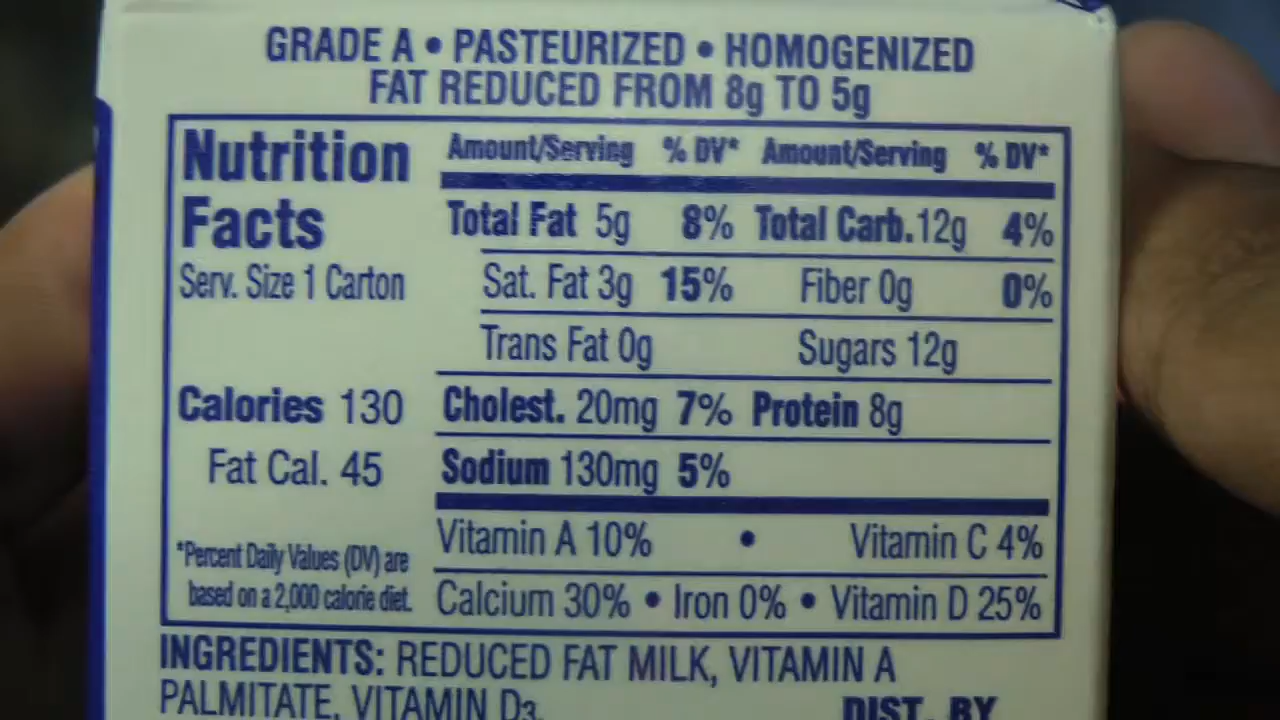 GRADE A • PASTEURIZED • HOMOGENIZED
FAT REDUCED FROM 8g TO 5g
Nutrition
Facts
Serv. Size 1 Carton
Calories 130
Fat Cal. 45
*Percent Daily Values (DV) are
based on a 2,000 calorie diet.
Amount/Serving % DV* Amount/Serving % DV*
Total Fat 5g 8% Total Carb. 12g 4%
Sat. Fat 3g 15% Fiber 0g 0%
Trans Fat 0g Sugars 12g
Cholest. 20mg 7% Protein 8g
Sodium 130mg 5%
Vitamin A 10% • Vitamin C 4%
Calcium 30% • Iron 0% • Vitamin D 25%
INGREDIENTS: REDUCED FAT MILK, VITAMIN A
PALMITATE, VITAMIN D3.
DIST. BY